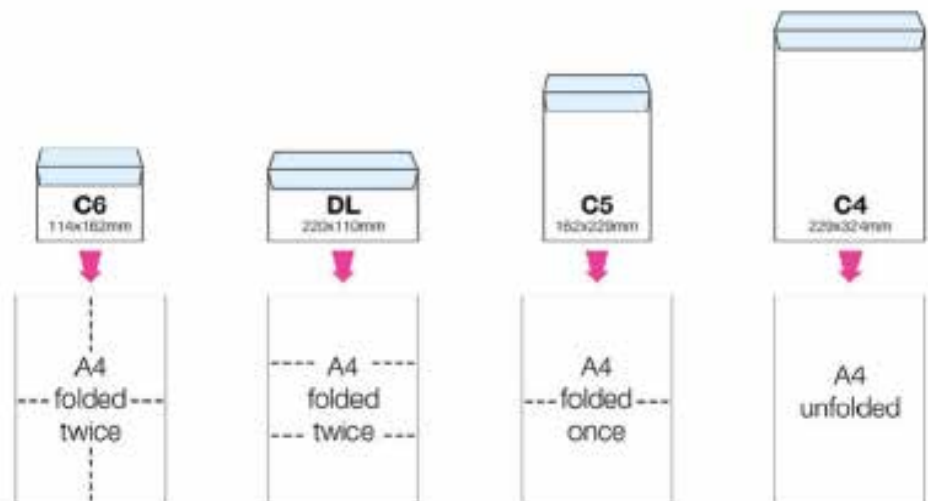 C6
114x162mm
DL
220x110mm
C5
162x229mm
C4
229x324mm
A4
folded
twice
A4
folded
twice
A4
folded
once
A4
unfolded